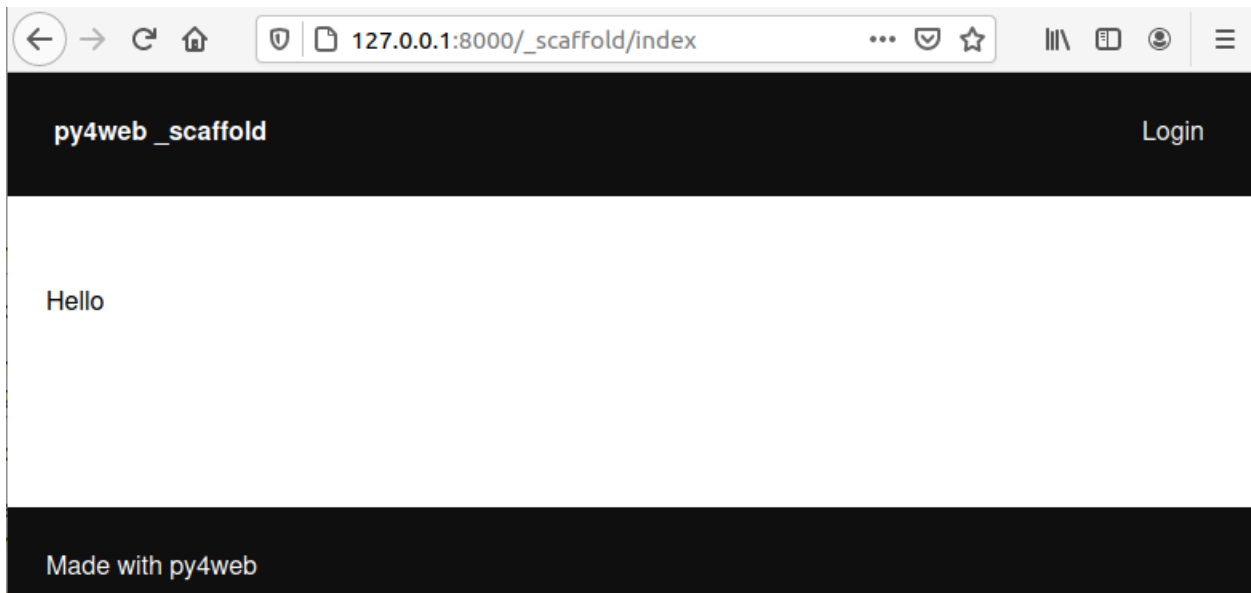 127.0.0.1:8000/_scaffold/index
py4web _scaffold
Login
Hello
Made with py4web